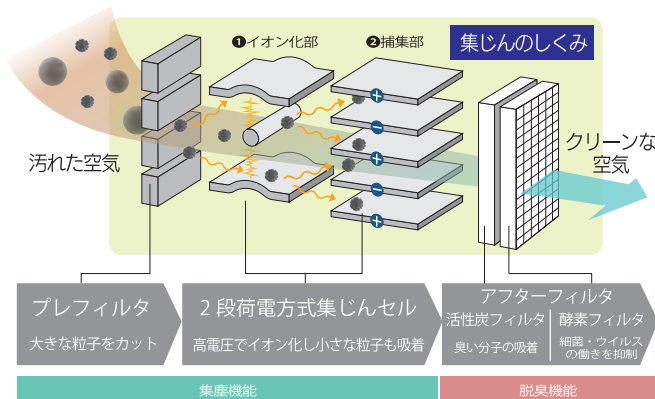 ❶イオン化部
❷捕集部
集じんのしくみ
汚れた空気
クリーンな
空気
+
−
+
−
+
プレフィルタ
大きな粒子をカット
2段荷電方式集じんセル
高電圧でイオン化し小さな粒子も吸着
アフターフィルタ
活性炭フィルタ
臭い分子の吸着
酵素フィルタ
細菌・ウイルス
の働きを抑制
集塵機能
脱臭機能